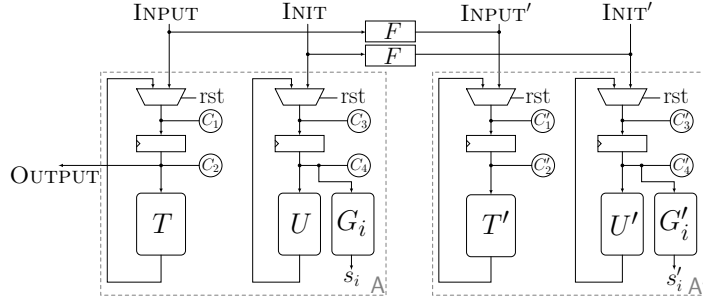 INPUT INIT INPUT′ INIT′
F
F
rst rst rst rst
C₁ C₃ C′₁ C′₃
C₂ C₄ C′₂ C′₄
OUTPUT
T U Gᵢ T′ U′ G′ᵢ
sᵢ s′ᵢ
A A